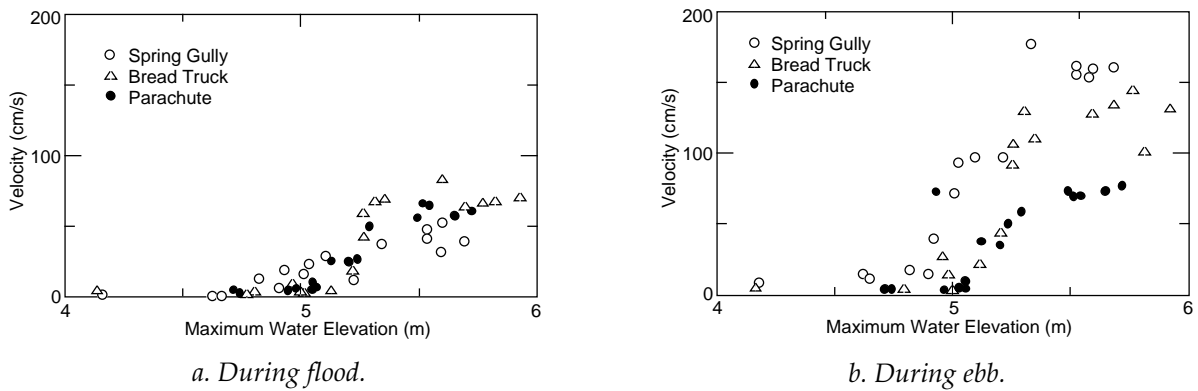 200
Spring Gully
Bread Truck
Parachute
100
0
Velocity (cm/s)
4
5
6
Maximum Water Elevation (m)
a. During flood.
200
Spring Gully
Bread Truck
Parachute
100
0
Velocity (cm/s)
4
5
6
Maximum Water Elevation (m)
b. During ebb.